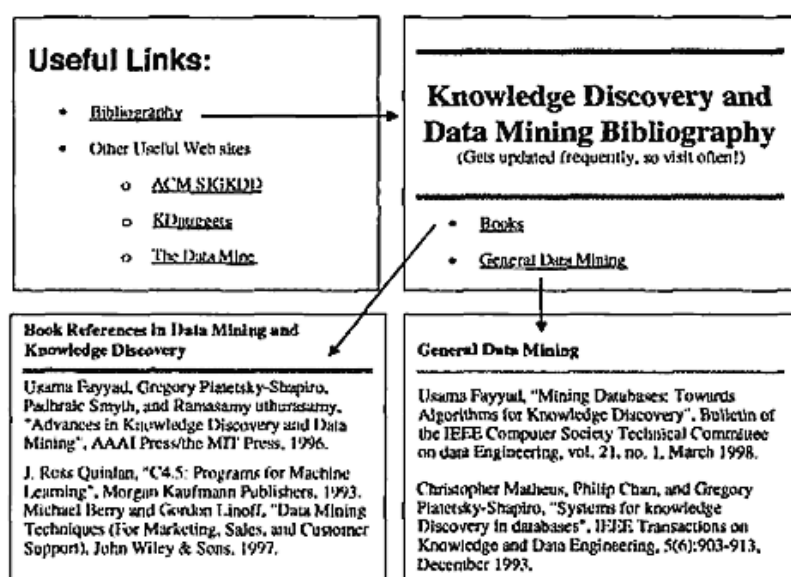 Useful Links:
• Bibliography
• Other Useful Web sites
o ACM SIGKDD
o KDnuggets
o The Data Mine
Knowledge Discovery and
Data Mining Bibliography
(Gets updated frequently, so visit often!)
• Books
• General Data Mining
Book References in Data Mining and
Knowledge Discovery
Usama Fayyad, Gregory Piatetsky-Shapiro,
Padhraic Smyth, and Ramasamy uthurasamy,
"Advances in Knowledge Discovery and Data
Mining", AAAI Press/the MIT Press, 1996.
J. Ross Quinlan, "C4.5: Programs for Machine
Learning", Morgan Kaufmann Publishers, 1993.
Michael Berry and Gordon Linoff, "Data Mining
Techniques (For Marketing, Sales, and Customer
Support), John Wiley & Sons, 1997.
General Data Mining
Usama Fayyad, "Mining Databases: Towards
Algorithms for Knowledge Discovery", Bulletin of
the IEEE Computer Society Technical Committee
on data Engineering, vol. 21, no. 1, March 1998.
Christopher Matheus, Philip Chan, and Gregory
Piatetsky-Shapiro, "Systems for knowledge
Discovery in databases", IEEE Transactions on
Knowledge and Data Engineering, 5(6):903-913,
December 1993.